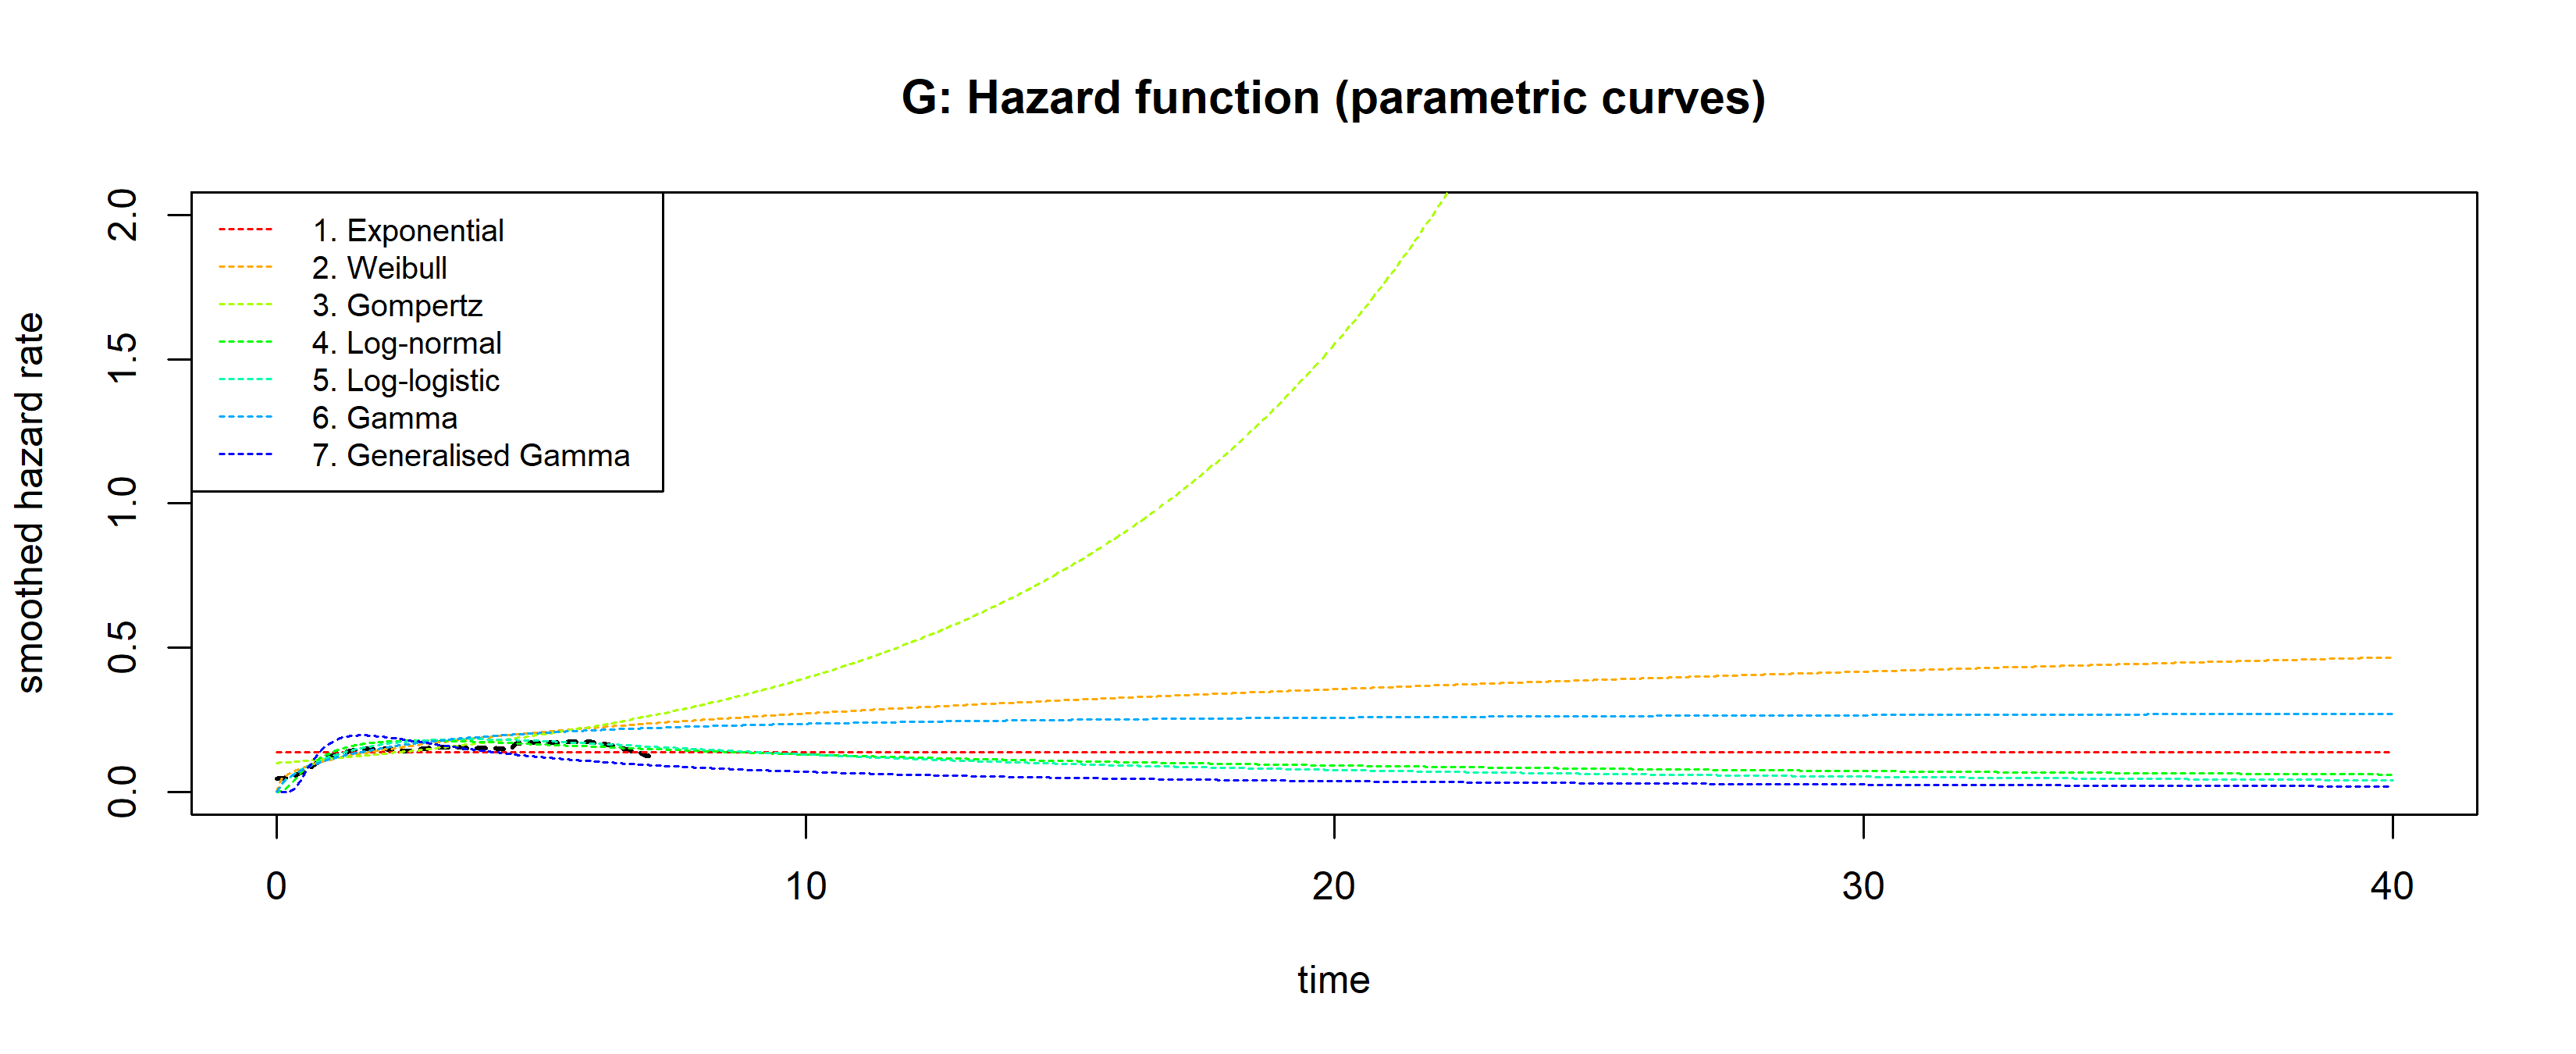 G: Hazard function (parametric curves)
smoothed hazard rate
2.0
1.5
1.0
0.5
0.0
1. Exponential
2. Weibull
3. Gompertz
4. Log-normal
5. Log-logistic
6. Gamma
7. Generalised Gamma
0 10 20 30 40
time